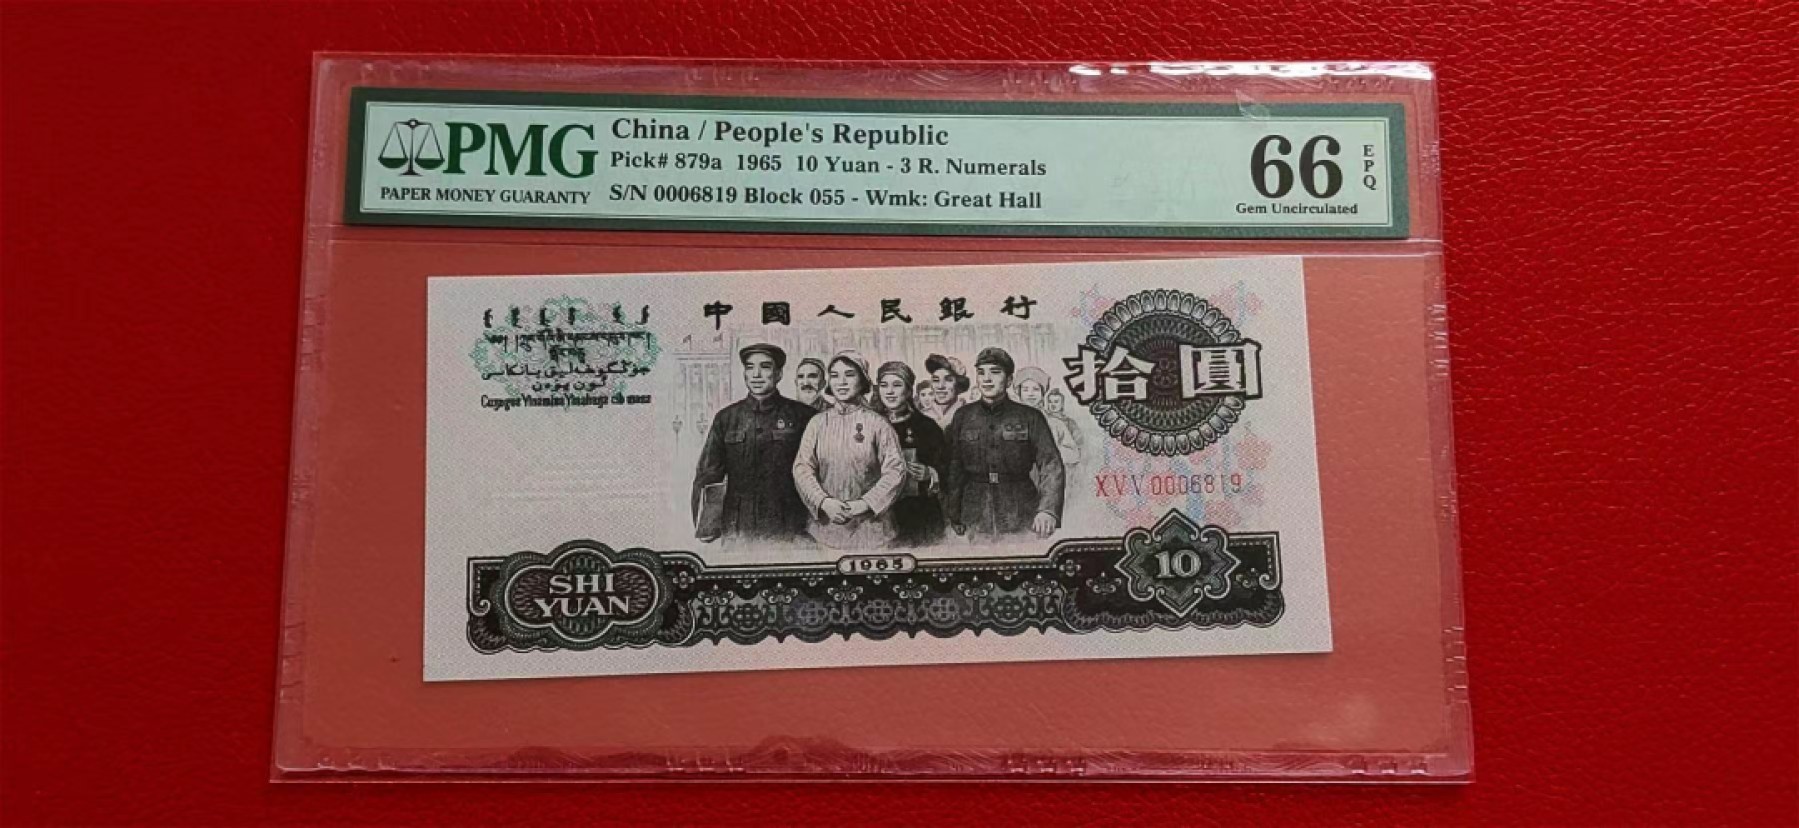 PMG
PAPER MONEY GUARANTY
China / People's Republic
Pick# 879a 1965 10 Yuan - 3 R. Numerals
S/N 0006819 Block 055 - Wmk: Great Hall
66
EPQ
Gem Uncirculated
中國人民銀行
拾圓
XVV 0006819
1965
SHI
YUAN
10